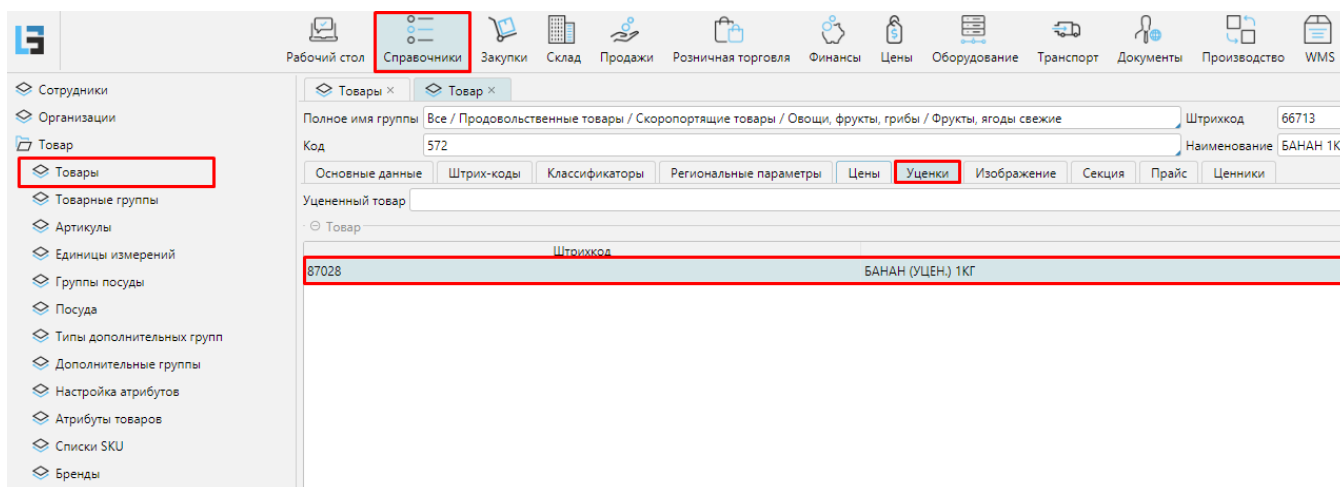 Рабочий стол Справочники Закупки Склад Продажи Розничная торговля Финансы Цены Оборудование Транспорт Документы Производство WMS
Сотрудники
Организации
Товар
Товары
Товарные группы
Артикулы
Единицы измерений
Группы посуды
Посуда
Типы дополнительных групп
Дополнительные группы
Настройка атрибутов
Атрибуты товаров
Списки SKU
Бренды
Товары × Товар ×
Полное имя группы Все / Продовольственные товары / Скоропортящие товары / Овощи, фрукты, грибы / Фрукты, ягоды свежие Штрихкод 66713
Код 572 Наименование БАНАН 1К
Основные данные Штрих-коды Классификаторы Региональные параметры Цены Уценки Изображение Секция Прайс Ценники
Уцененный товар
Товар
Штрихкод
87028 БАНАН (УЦЕН.) 1КГ